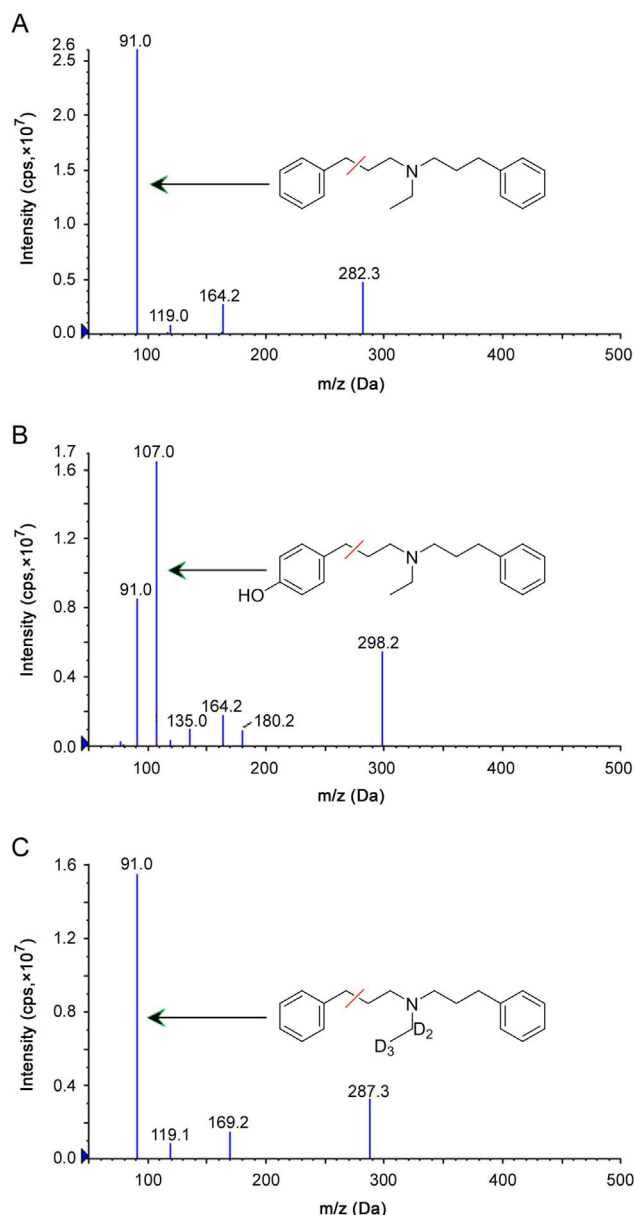 A
2.6
2.5
2.0
1.5
1.0
0.5
0.0
Intensity (cps,×10⁷)
91.0
119.0
164.2
282.3
N
100 200 300 400 500
m/z (Da)
B
1.7
1.6
1.2
0.8
0.4
0.0
Intensity (cps,×10⁷)
107.0
91.0
135.0
164.2
180.2
298.2
HO
N
100 200 300 400 500
m/z (Da)
C
1.6
1.2
0.8
0.4
0.0
Intensity (cps,×10⁷)
91.0
119.1
169.2
287.3
N
D₃ D₂
100 200 300 400 500
m/z (Da)